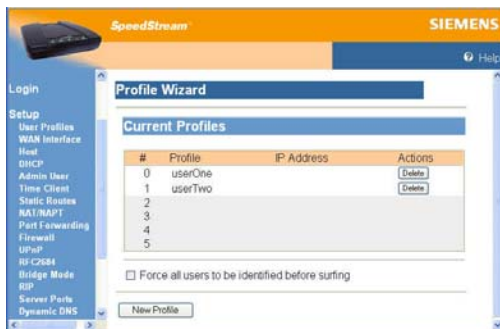 SpeedStream
SIEMENS
Help
Login
Setup
User Profiles
WAN Interface
Host
DHCP
Admin User
Time Client
Static Routes
NAT/NAPT
Port Forwarding
Firewall
UPnP
RFC2684
Bridge Mode
RIP
Server Ports
Dynamic DNS
Profile Wizard
Current Profiles
# Profile IP Address Actions
0 userOne Delete
1 userTwo Delete
2
3
4
5
Force all users to be identified before surfing
New Profile